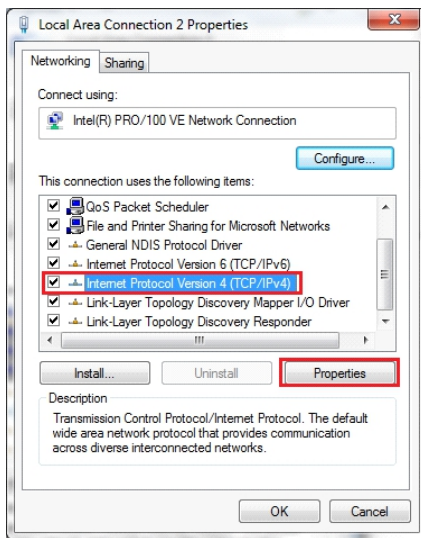 Local Area Connection 2 Properties
Networking
Sharing
Connect using:
Intel(R) PRO/100 VE Network Connection
Configure...
This connection uses the following items:
QoS Packet Scheduler
File and Printer Sharing for Microsoft Networks
General NDIS Protocol Driver
Internet Protocol Version 6 (TCP/IPv6)
Internet Protocol Version 4 (TCP/IPv4)
Link-Layer Topology Discovery Mapper I/O Driver
Link-Layer Topology Discovery Responder
Install...
Uninstall
Properties
Description
Transmission Control Protocol/Internet Protocol. The default
wide area network protocol that provides communication
across diverse interconnected networks.
OK
Cancel